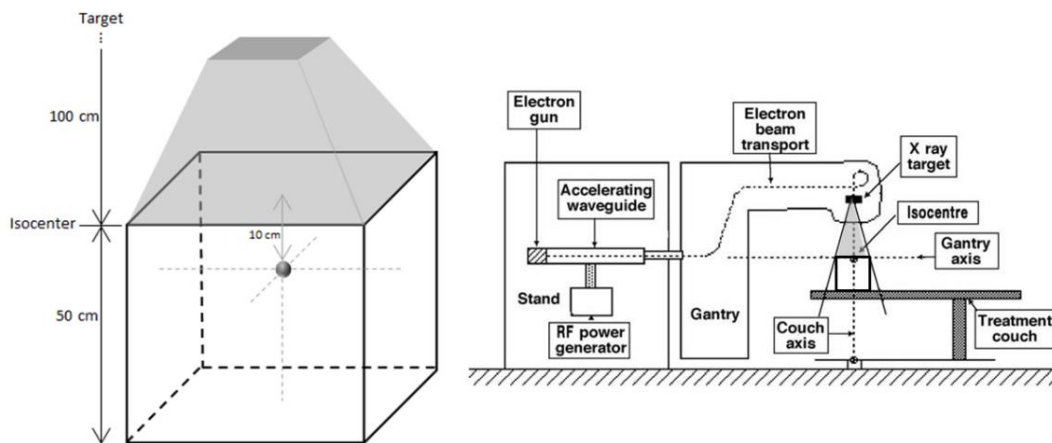 Target
100 cm
Isocenter
10 cm
50 cm
Electron
gun
Electron
beam
transport
X ray
target
Accelerating
waveguide
Isocentre
Gantry
axis
Stand
RF power
generator
Gantry
Couch
axis
Treatment
couch